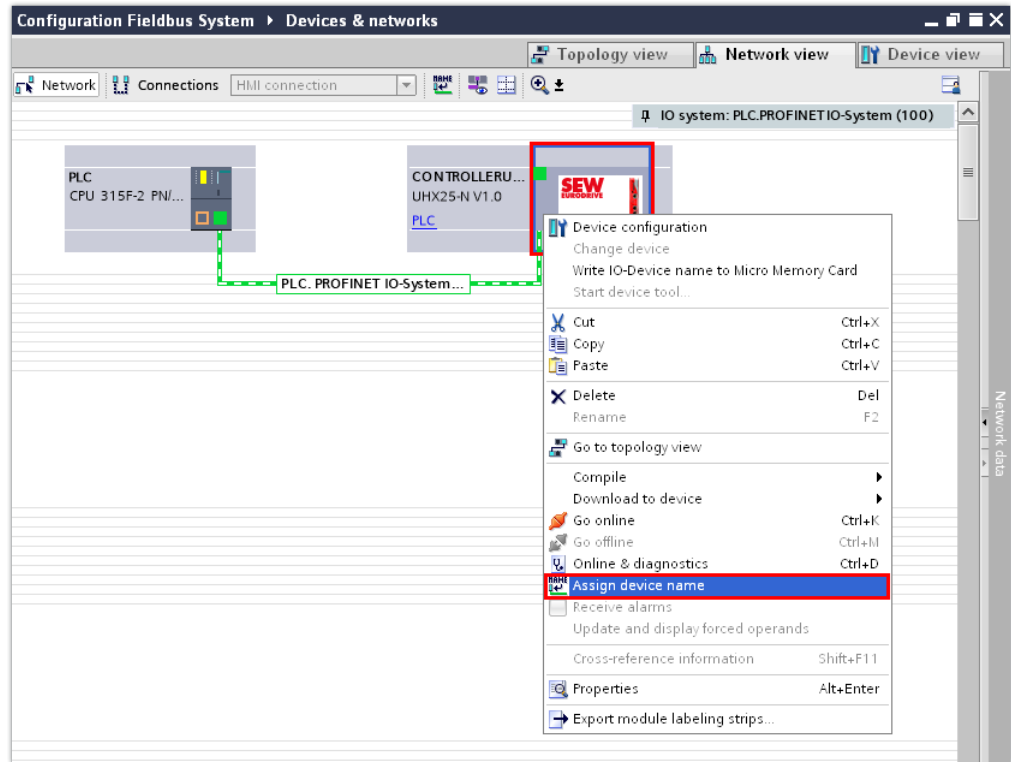 Configuration Fieldbus System ▸ Devices & networks
Topology view Network view Device view
Network Connections HMI connection NAME
IO system: PLC.PROFINET IO-System (100)
PLC
CPU 315F-2 PN/...
CONTROLLERU...
UHX25-N V1.0
PLC
SEW
EURODRIVE
PLC. PROFINET IO-System...
Device configuration
Change device
Write IO-Device name to Micro Memory Card
Start device tool...
Cut Ctrl+X
Copy Ctrl+C
Paste Ctrl+V
Delete Del
Rename F2
Go to topology view
Compile
Download to device
Go online Ctrl+K
Go offline Ctrl+M
Online & diagnostics Ctrl+D
NAME Assign device name
Receive alarms
Update and display forced operands
Cross-reference information Shift+F11
Properties Alt+Enter
Export module labeling strips...
Network data